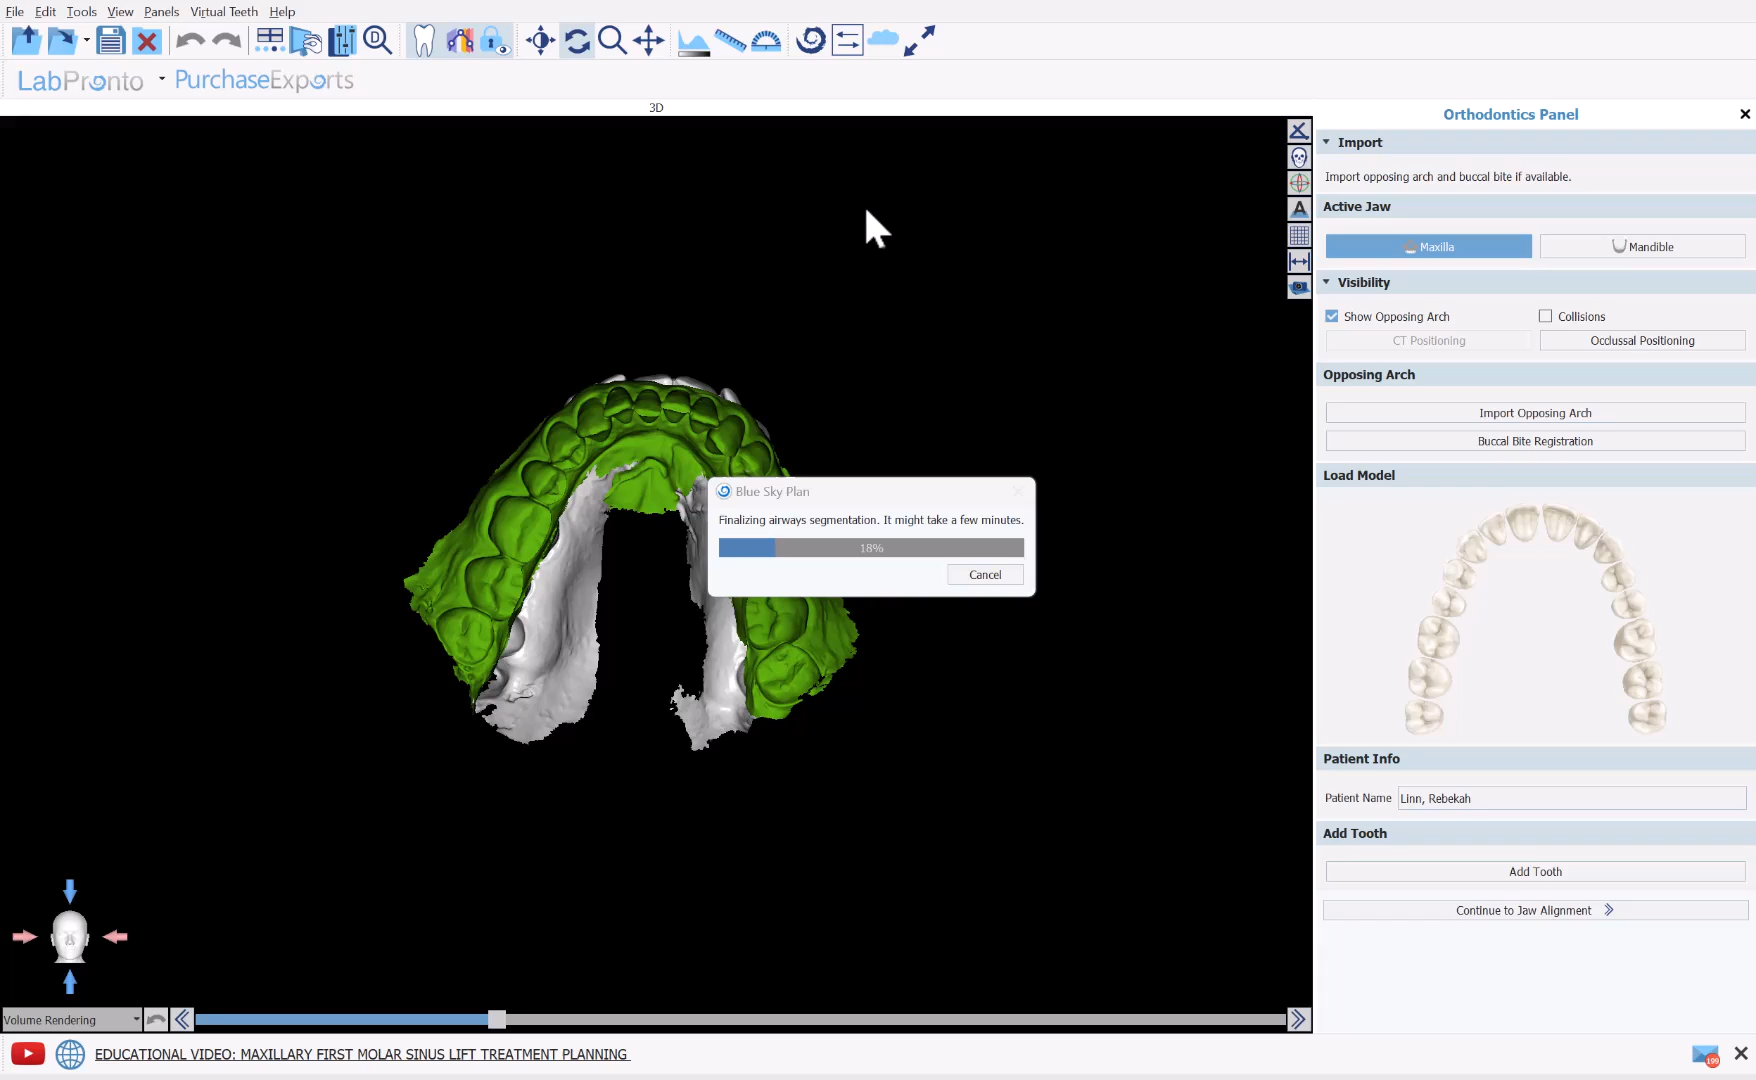 File Edit Tools View Panels Virtual Teeth Help
D
LabPronto PurchaseExports
3D
Orthodontics Panel
Import
Import opposing arch and buccal bite if available.
Active Jaw
Maxilla Mandible
Visibility
Show Opposing Arch Collisions
CT Positioning Occlussal Positioning
Opposing Arch
Import Opposing Arch
Buccal Bite Registration
Load Model
Blue Sky Plan
Finalizing airways segmentation. It might take a few minutes.
18%
Cancel
Patient Info
Patient Name Linn, Rebekah
Add Tooth
Add Tooth
Continue to Jaw Alignment
Volume Rendering
EDUCATIONAL VIDEO: MAXILLARY FIRST MOLAR SINUS LIFT TREATMENT PLANNING
199